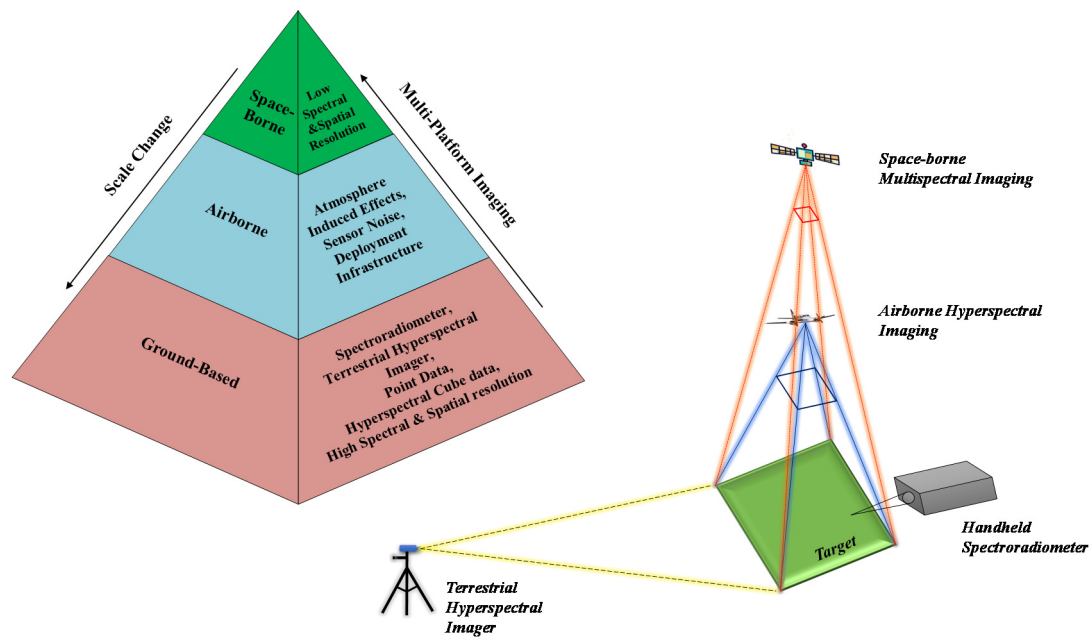 Scale Change
Multi-Platform Imaging
Space-
Borne
Low
Spectral
&Spatial
Resolution
Airborne
Atmosphere
Induced Effects,
Sensor Noise,
Deployment
Infrastructure
Ground-Based
Spectroradiometer,
Terrestrial Hyperspectral
Imager,
Point Data,
Hyperspectral Cube data,
High Spectral & Spatial resolution
Space-borne
Multispectral Imaging
Airborne Hyperspectral
Imaging
Handheld
Spectroradiometer
Target
Terrestrial
Hyperspectral
Imager